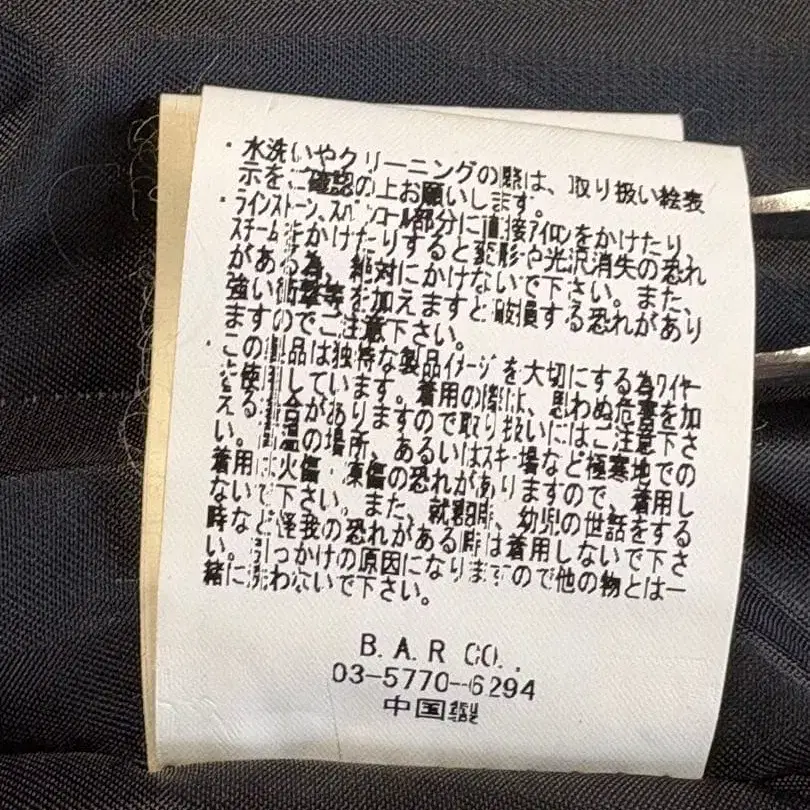 ・水洗いやクリーニングの際は、取り扱い絵表
示をご確認の上お願いします。
・ラインストーン、スパンコール部分に直接アイロンをかけたり、
スチームをかけたりすると変形や光沢消失の恐れ
がある為、絶対にかけないで下さい。また、
強い衝撃等を加えますと破損する恐れがあり
ますのでご注意下さい。
・この製品は独特な製品イメージを大切にする為ワイヤー
を使用しています。着用の際は、思わぬ危害を加
える場合がありますので取り扱いにはご注意下さ
い。高温の場所、あるいはスキー場など極寒地での
着用は火傷、凍傷の恐れがありますので、着用し
ないで下さい。また、就寝時、幼児の世話をする
時など怪我の恐れがある時は着用しないで下さ
い。引っかけの原因になりますので他の物とは一
緒に洗わないで下さい。
B.A.R CO.,
03-5770-6294
中国製